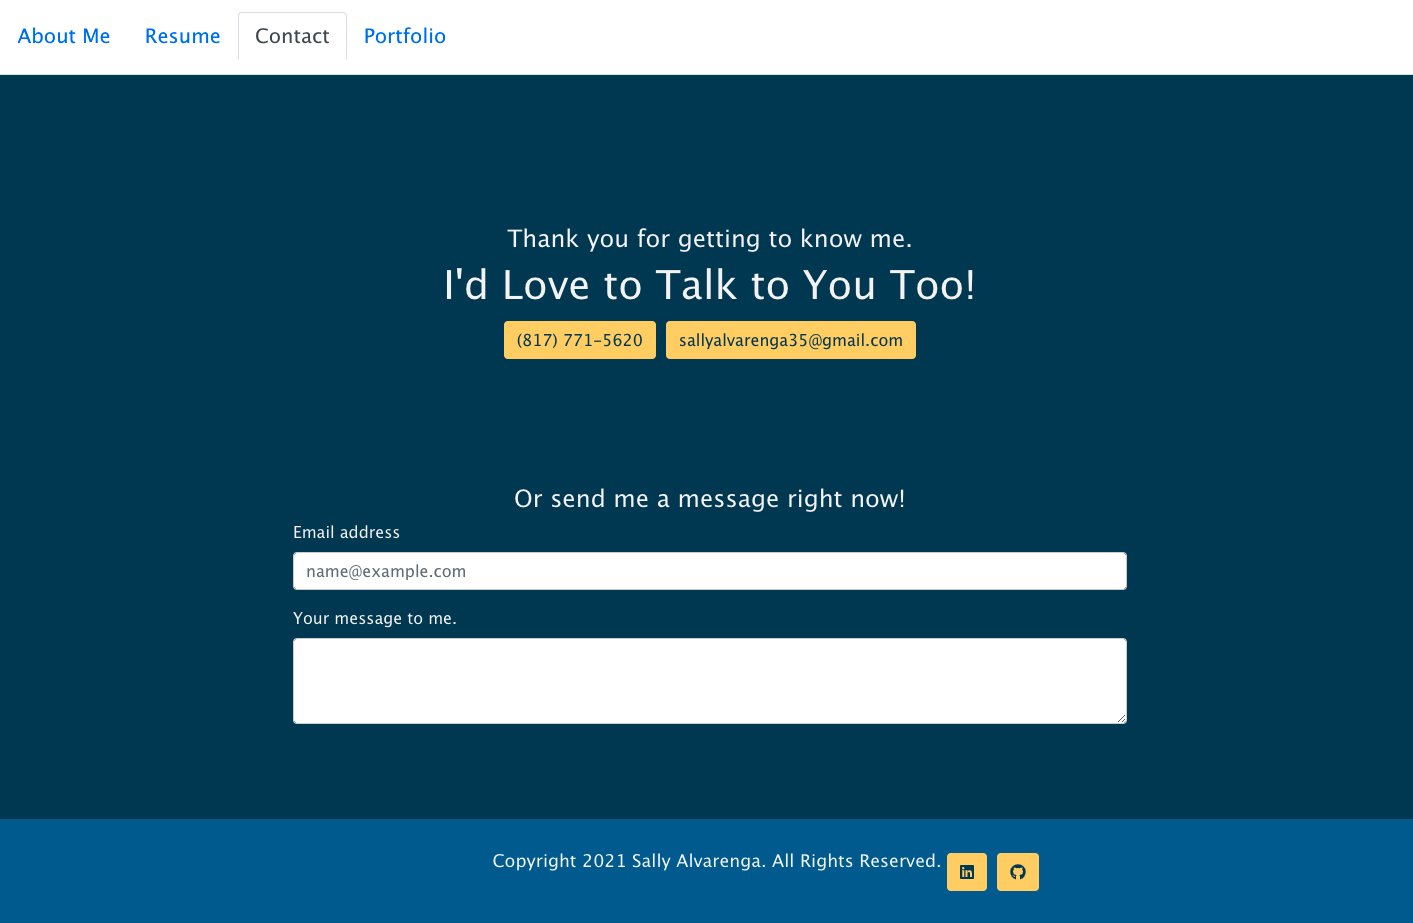 About Me Resume Contact Portfolio
Thank you for getting to know me.
I'd Love to Talk to You Too!
(817) 771-5620 sallyalvarenga35@gmail.com
Or send me a message right now!
Email address
name@example.com
Your message to me.
Copyright 2021 Sally Alvarenga. All Rights Reserved.